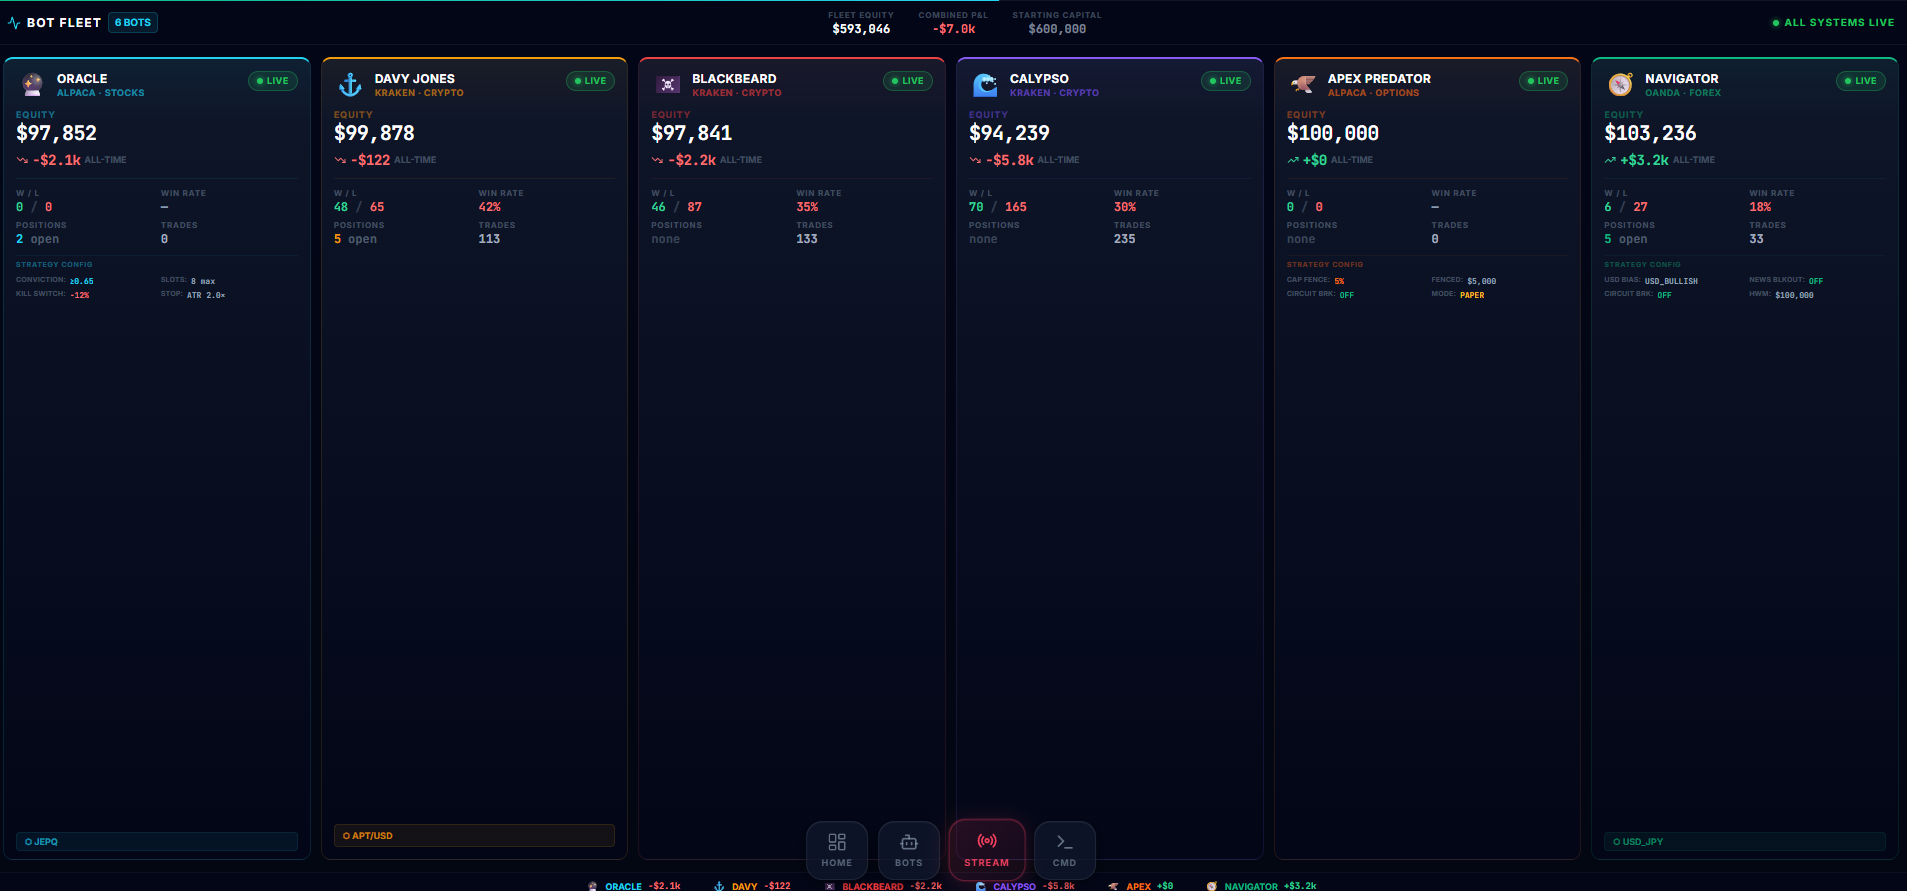 BOT FLEET 6 BOTS
FLEET EQUITY COMBINED P&L STARTING CAPITAL
$593,046 -$7.0k $600,000
ALL SYSTEMS LIVE
ORACLE
ALPACA · STOCKS
LIVE
EQUITY
$97,852
-$2.1k ALL-TIME
W / L WIN RATE
0 / 0 —
POSITIONS TRADES
2 open 0
STRATEGY CONFIG
CONVICTION: ≥0.65 SLOTS: 8 max
KILL SWITCH: -12% STOP: ATR 2.0×
JEPQ
DAVY JONES
KRAKEN · CRYPTO
LIVE
EQUITY
$99,878
-$122 ALL-TIME
W / L WIN RATE
48 / 65 42%
POSITIONS TRADES
5 open 113
APT/USD
BLACKBEARD
KRAKEN · CRYPTO
LIVE
EQUITY
$97,841
-$2.2k ALL-TIME
W / L WIN RATE
46 / 87 35%
POSITIONS TRADES
none 133
CALYPSO
KRAKEN · CRYPTO
LIVE
EQUITY
$94,239
-$5.8k ALL-TIME
W / L WIN RATE
70 / 165 30%
POSITIONS TRADES
none 235
APEX PREDATOR
ALPACA · OPTIONS
LIVE
EQUITY
$100,000
+$0 ALL-TIME
W / L WIN RATE
0 / 0 —
POSITIONS TRADES
none 0
STRATEGY CONFIG
CAP FENCE: 5% FENCED: $5,000
CIRCUIT BRK: OFF MODE: PAPER
NAVIGATOR
OANDA · FOREX
LIVE
EQUITY
$103,236
+$3.2k ALL-TIME
W / L WIN RATE
6 / 27 18%
POSITIONS TRADES
5 open 33
STRATEGY CONFIG
USD BIAS: USD_BULLISH NEWS BLKOUT: OFF
CIRCUIT BRK: OFF HWM: $100,000
USD_JPY
HOME BOTS STREAM CMD
ORACLE -$2.1k DAVY -$122 BLACKBEARD -$2.2k CALYPSO -$5.8k APEX +$0 NAVIGATOR +$3.2k